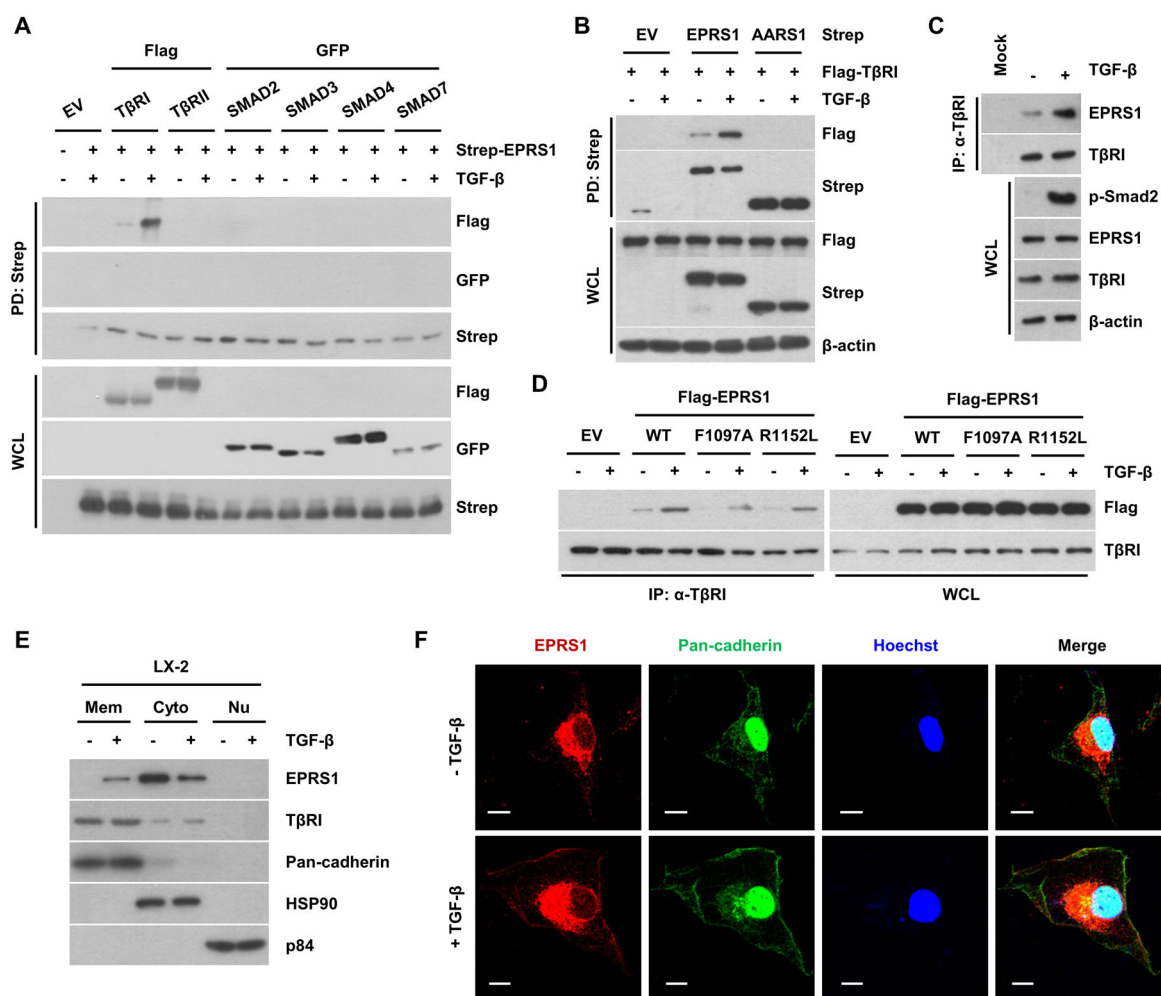 A
Flag GFP
EV TβRI TβRII SMAD2 SMAD3 SMAD4 SMAD7
- + + + + + + + + + + + + + Strep-EPRS1
- + - + - + - + - + - + - + TGF-β
PD: Strep
Flag
GFP
Strep
WCL
Flag
GFP
Strep
B
EV EPRS1 AARS1 Strep
+ + + + + + Flag-TβRI
- + - + - + TGF-β
PD: Strep
Flag
Strep
WCL
Flag
Strep
β-actin
C
Mock
- + TGF-β
IP: α-TβRI
EPRS1
TβRI
WCL
p-Smad2
EPRS1
TβRI
β-actin
D
Flag-EPRS1 Flag-EPRS1
EV WT F1097A R1152L EV WT F1097A R1152L
- + - + - + - + - + - + - + - + TGF-β
Flag
TβRI
IP: α-TβRI WCL
E
LX-2
Mem Cyto Nu
- + - + - + TGF-β
EPRS1
TβRI
Pan-cadherin
HSP90
p84
F
EPRS1 Pan-cadherin Hoechst Merge
- TGF-β
+ TGF-β